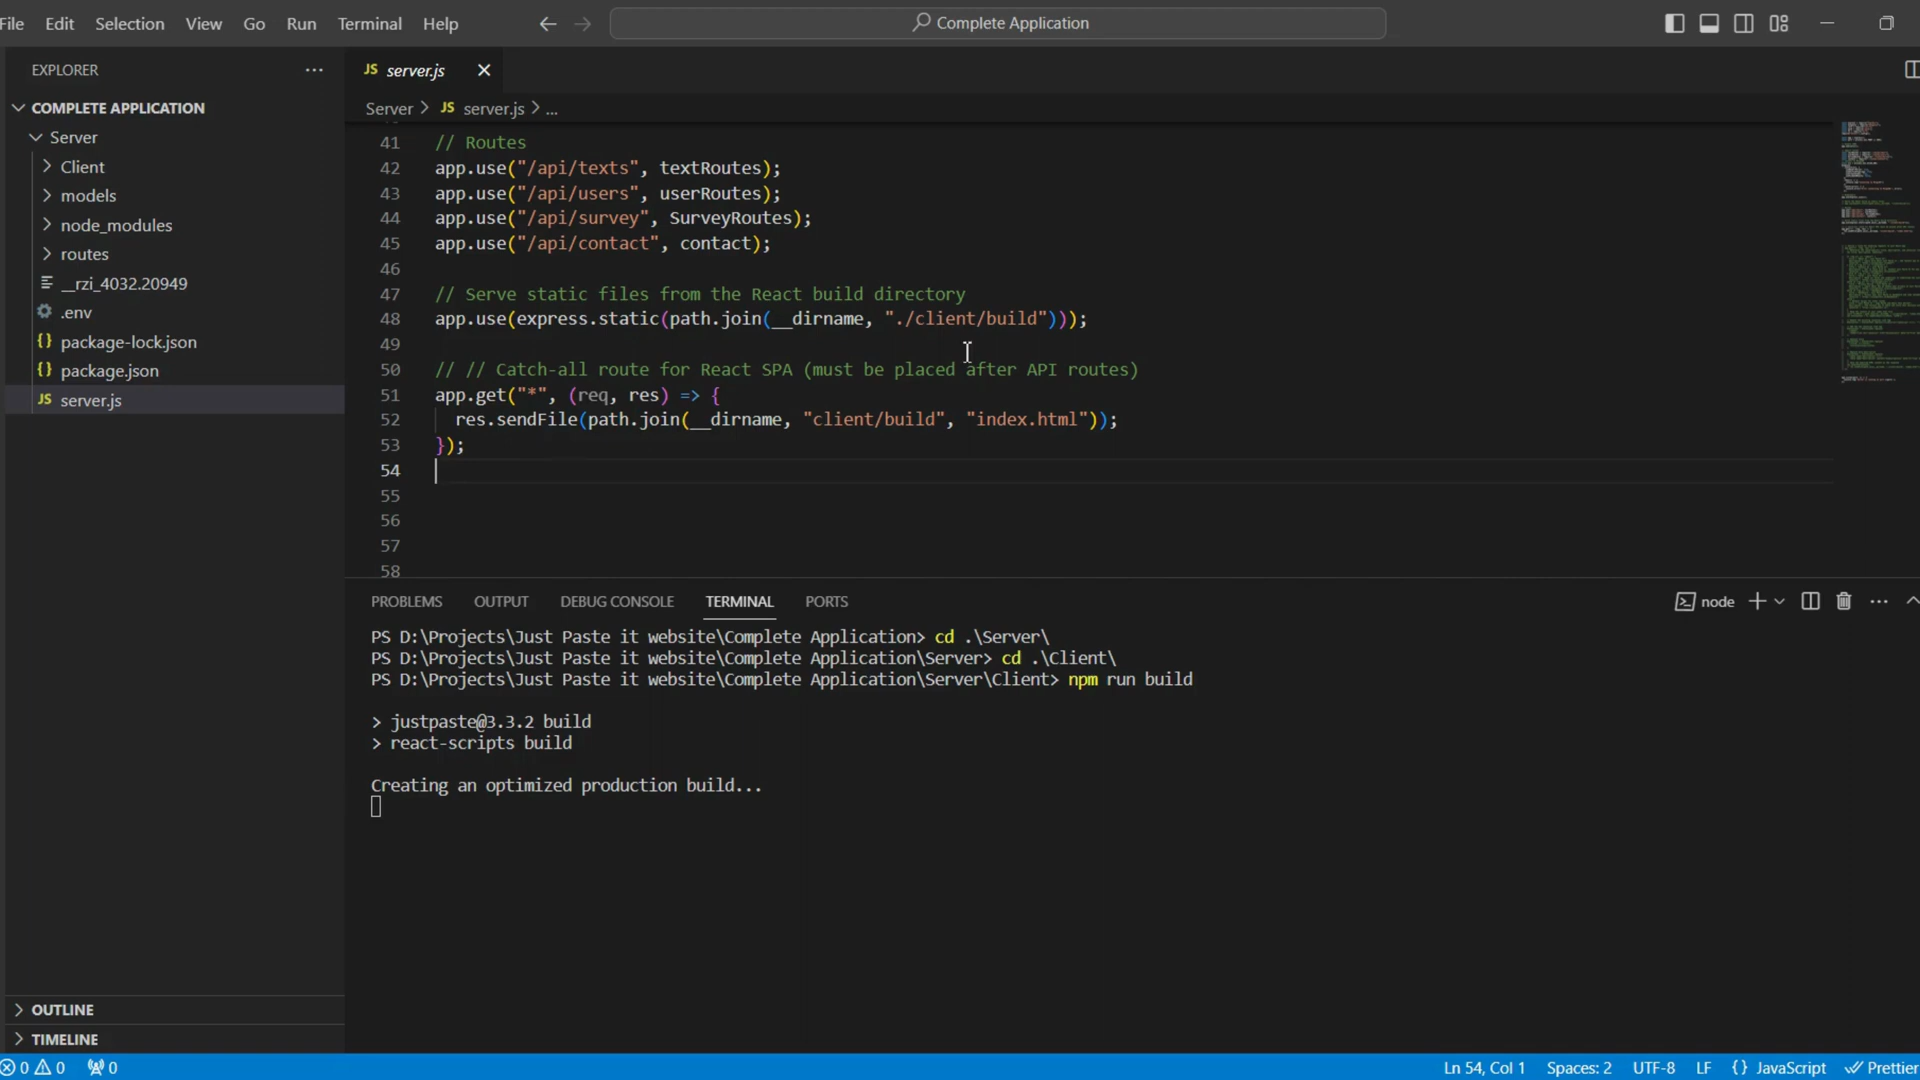 File Edit Selection View Go Run Terminal Help
Complete Application
EXPLORER
COMPLETE APPLICATION
Server
Client
models
node_modules
routes
__rzi_4032.20949
.env
package-lock.json
package.json
JS server.js
OUTLINE
TIMELINE
JS server.js
Server > JS server.js > ...
41 // Routes
42 app.use("/api/texts", textRoutes);
43 app.use("/api/users", userRoutes);
44 app.use("/api/survey", SurveyRoutes);
45 app.use("/api/contact", contact);
46
47 // Serve static files from the React build directory
48 app.use(express.static(path.join(__dirname, "./client/build")));
49
50 // // Catch-all route for React SPA (must be placed after API routes)
51 app.get("*", (req, res) => {
52 res.sendFile(path.join(__dirname, "client/build", "index.html"));
53 });
54
55
56
57
58
PROBLEMS OUTPUT DEBUG CONSOLE TERMINAL PORTS
node
PS D:\Projects\Just Paste it website\Complete Application> cd .\Server\
PS D:\Projects\Just Paste it website\Complete Application\Server> cd .\Client\
PS D:\Projects\Just Paste it website\Complete Application\Server\Client> npm run build
> justpaste@3.3.2 build
> react-scripts build
Creating an optimized production build...
0 0 0
Ln 54, Col 1 Spaces: 2 UTF-8 LF {} JavaScript Prettier